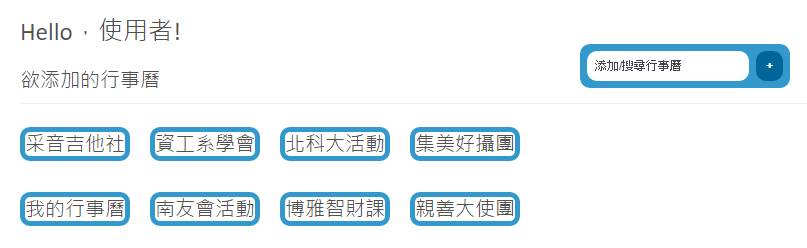 Hello，使用者!
添加/搜尋行事曆 +
欲添加的行事曆
采音吉他社 資工系學會 北科大活動 集美好攝團
我的行事曆 南友會活動 博雅智財課 親善大使團